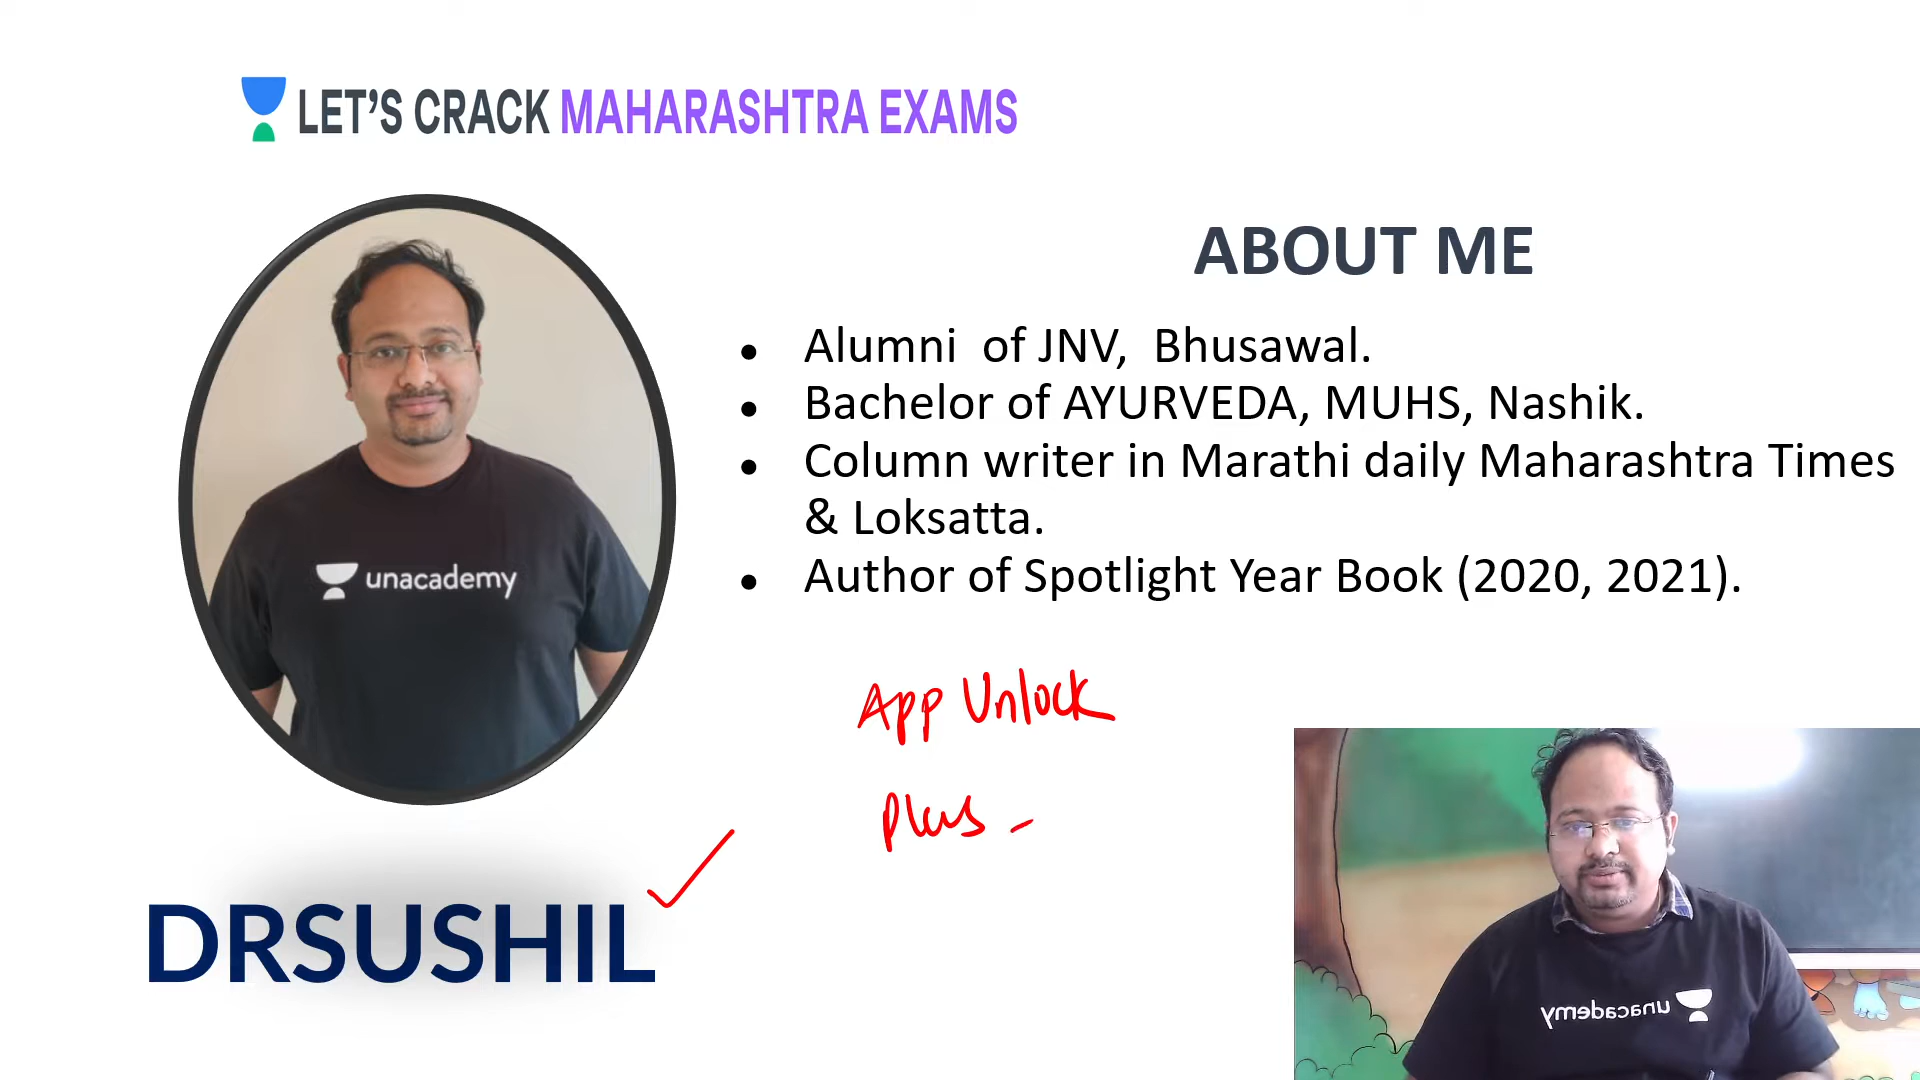 LET'S CRACK MAHARASHTRA EXAMS
ABOUT ME
• Alumni of JNV, Bhusawal.
• Bachelor of AYURVEDA, MUHS, Nashik.
• Column writer in Marathi daily Maharashtra Times
& Loksatta.
• Author of Spotlight Year Book (2020, 2021).
unacademy
App Unlock
Plus -
DRSUSHIL
unacademy